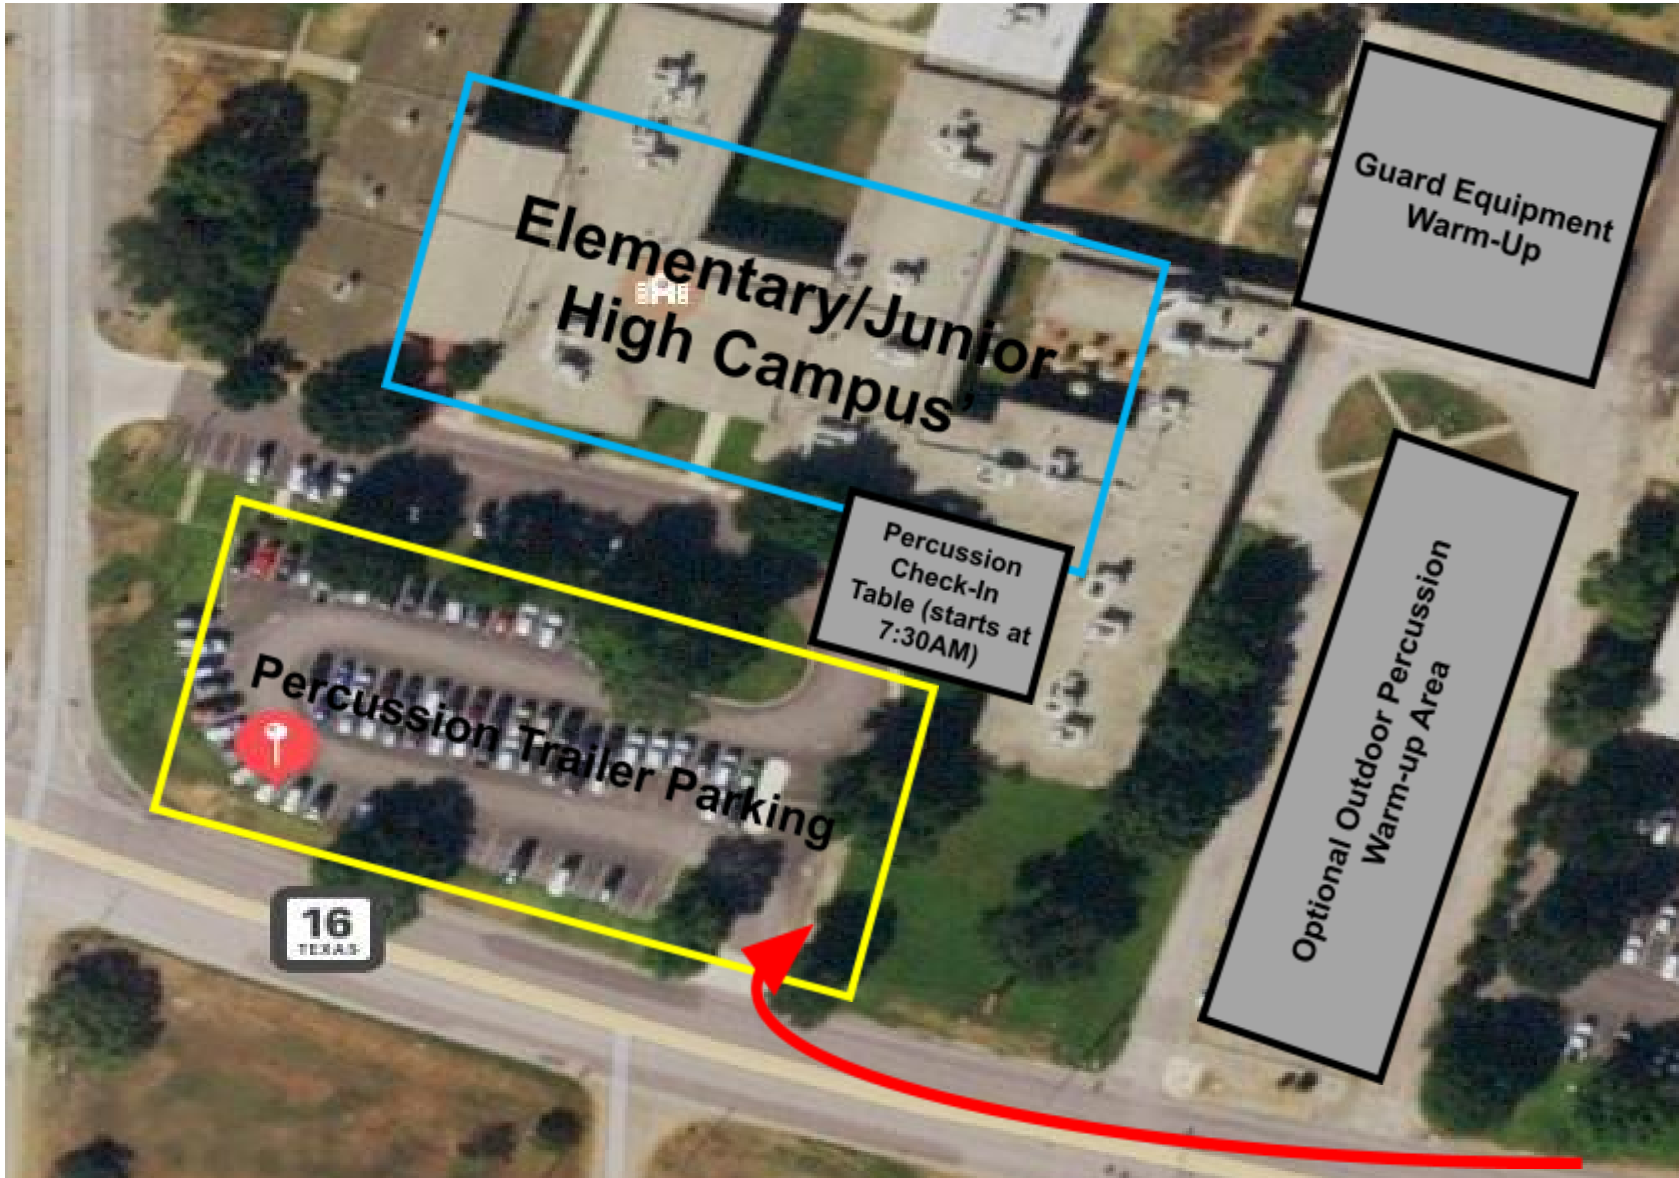 Guard Equipment
Warm-Up
Elementary/Junior
High Campus’
Percussion
Check-In
Table (starts at
7:30AM)
Optional Outdoor Percussion
Warm-up Area
Percussion Trailer Parking
16
TEXAS